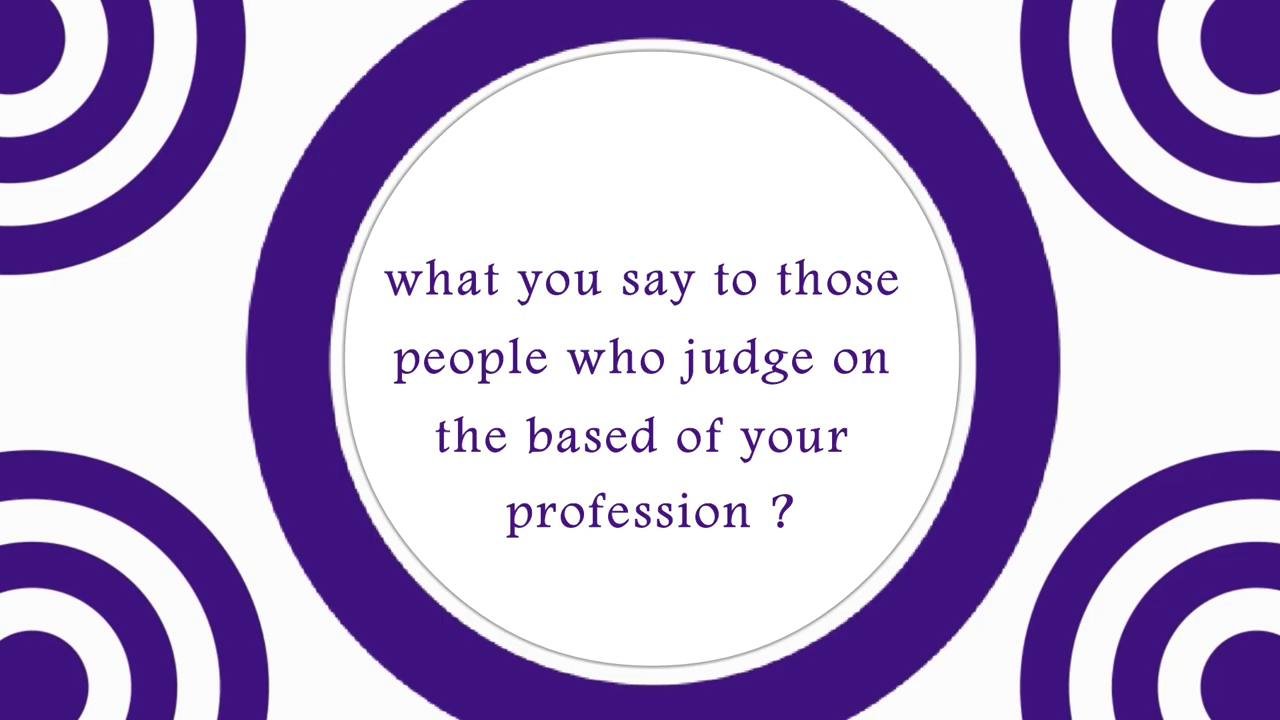 what you say to those
people who judge on
the based of your
profession ?